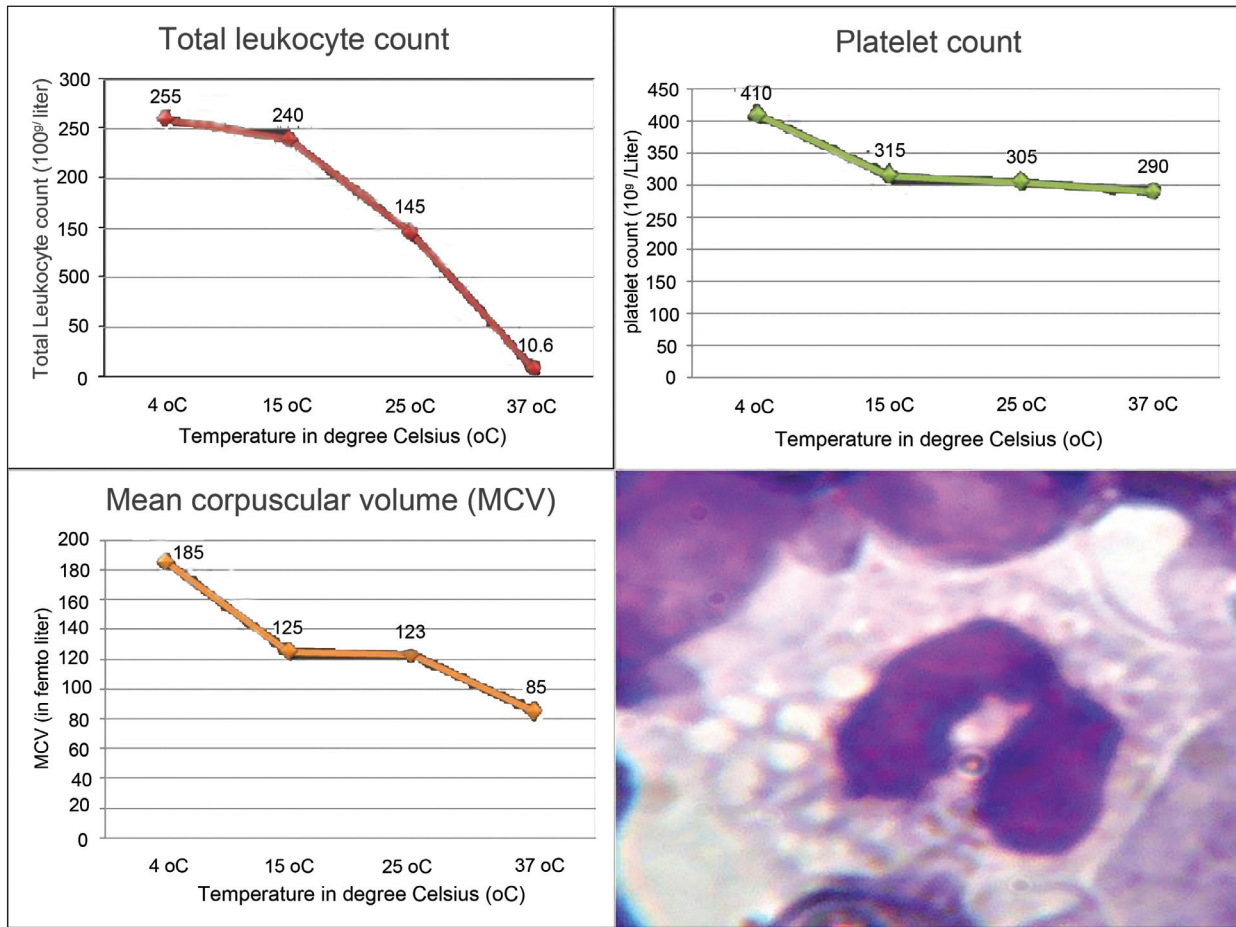 Total leukocyte count
Total Leukocyte count (100⁹/ liter)
300
250
200
150
500
50
0
255
240
145
10.6
4 oC
15 oC
25 oC
37 oC
Temperature in degree Celsius (oC)
Platelet count
platelet count (10⁹ /Liter)
450
400
350
300
250
200
150
100
50
0
410
315
305
290
4 oC
15 oC
25 oC
37 oC
Temperature in degree Celsius (oC)
Mean corpuscular volume (MCV)
MCV (in femto liter)
200
180
160
140
120
100
80
60
40
20
0
185
125
123
85
4 oC
15 oC
25 oC
37 oC
Temperature in degree Celsius (oC)